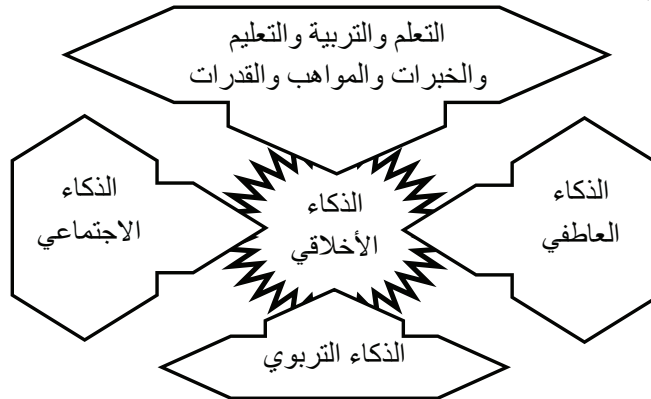 التعلم والتربية والتعليم
والخبرات والمواهب والقدرات
الذكاء
العاطفي
الذكاء
الأخلاقي
الذكاء
الاجتماعي
الذكاء التربوي